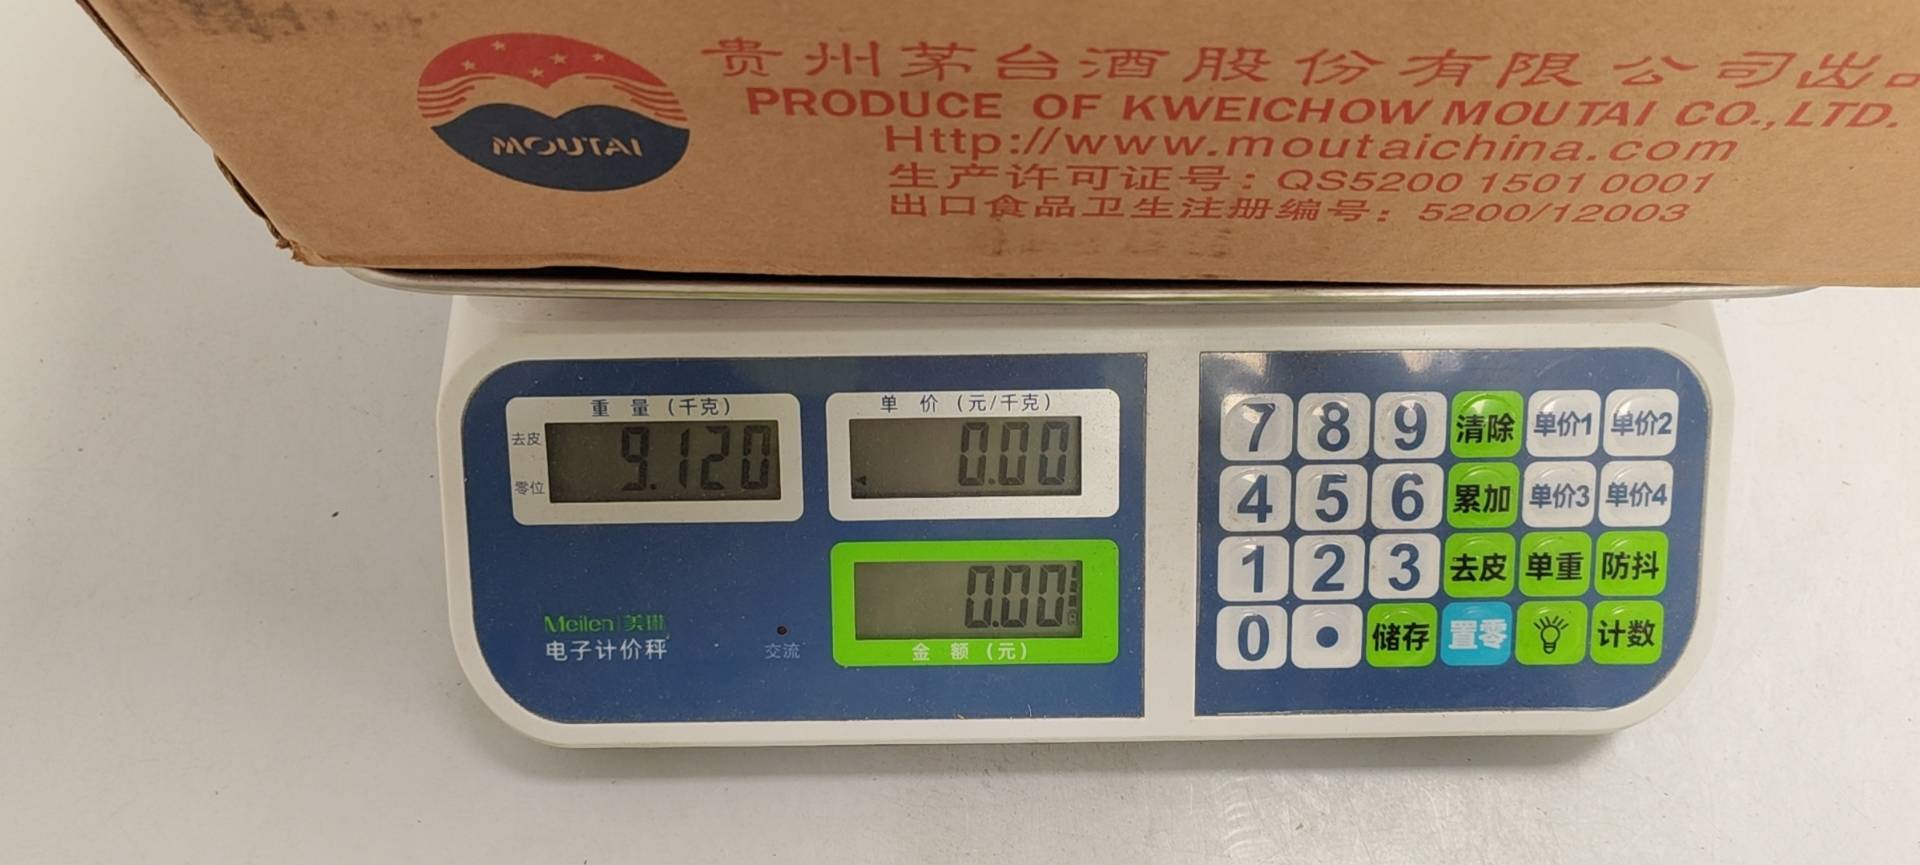 MOUTAI
贵州茅台酒股份有限公司出品
PRODUCE OF KWEICHOW MOUTAI CO.,LTD.
Http://www.moutaichina.com
生产许可证号：QS5200 1501 0001
出口食品卫生注册编号：5200/12003
重量（千克）
去皮
零位
9.120
单价（元/千克）
0.00
0.00
金额（元）
Meilen 美琳
电子计价秤
交流
7 8 9 清除 单价1 单价2
4 5 6 累加 单价3 单价4
1 2 3 去皮 单重 防抖
0 • 储存 置零 计数